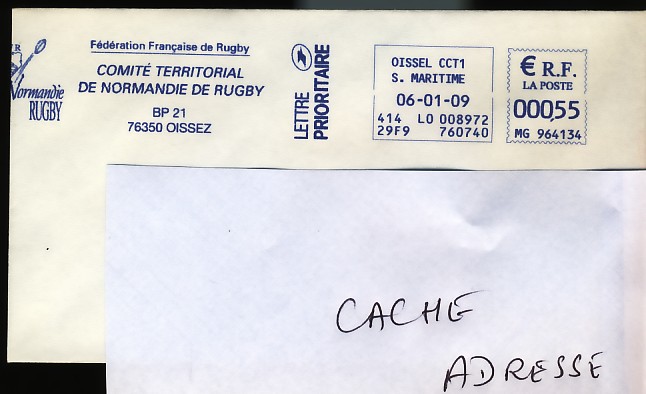 Normandie
RUGBY
Fédération Française de Rugby
COMITÉ TERRITORIAL
DE NORMANDIE DE RUGBY
BP 21
76350 OISSEZ
LETTRE
PRIORITAIRE
OISSEL CCT1
S. MARITIME
06-01-09
414 LO 008972
29F9 760740
€ R.F.
LA POSTE
000,55
MG 964134
CACHE
ADRESSE